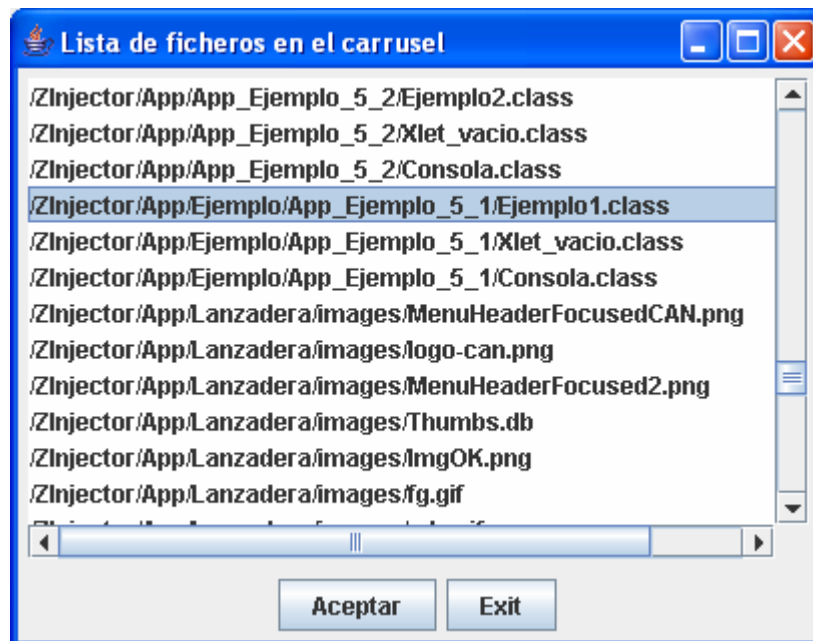 Lista de ficheros en el carrusel
/ZInjector/App/App_Ejemplo_5_2/Ejemplo2.class
/ZInjector/App/App_Ejemplo_5_2/Xlet_vacio.class
/ZInjector/App/App_Ejemplo_5_2/Consola.class
/ZInjector/App/Ejemplo/App_Ejemplo_5_1/Ejemplo1.class
/ZInjector/App/Ejemplo/App_Ejemplo_5_1/Xlet_vacio.class
/ZInjector/App/Ejemplo/App_Ejemplo_5_1/Consola.class
/ZInjector/App/Lanzadera/images/MenuHeaderFocusedCAN.png
/ZInjector/App/Lanzadera/images/logo-can.png
/ZInjector/App/Lanzadera/images/MenuHeaderFocused2.png
/ZInjector/App/Lanzadera/images/Thumbs.db
/ZInjector/App/Lanzadera/images/ImgOK.png
/ZInjector/App/Lanzadera/images/fg.gif
Aceptar Exit